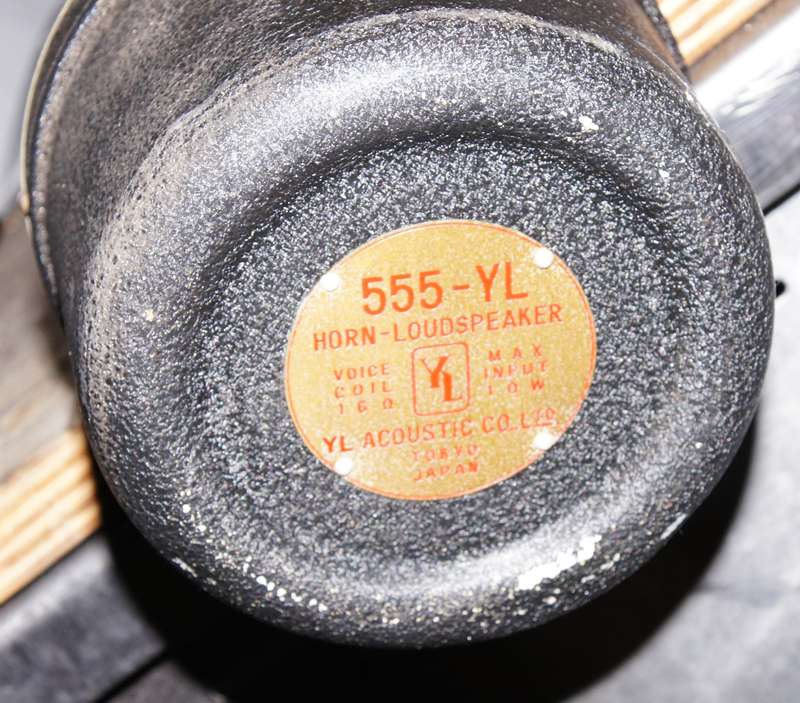 555-YL
HORN-LOUDSPEAKER
VOICE COIL 16Ω
YL
MAX INPUT 10W
YL ACOUSTIC CO. LTD.
TOKYO
JAPAN